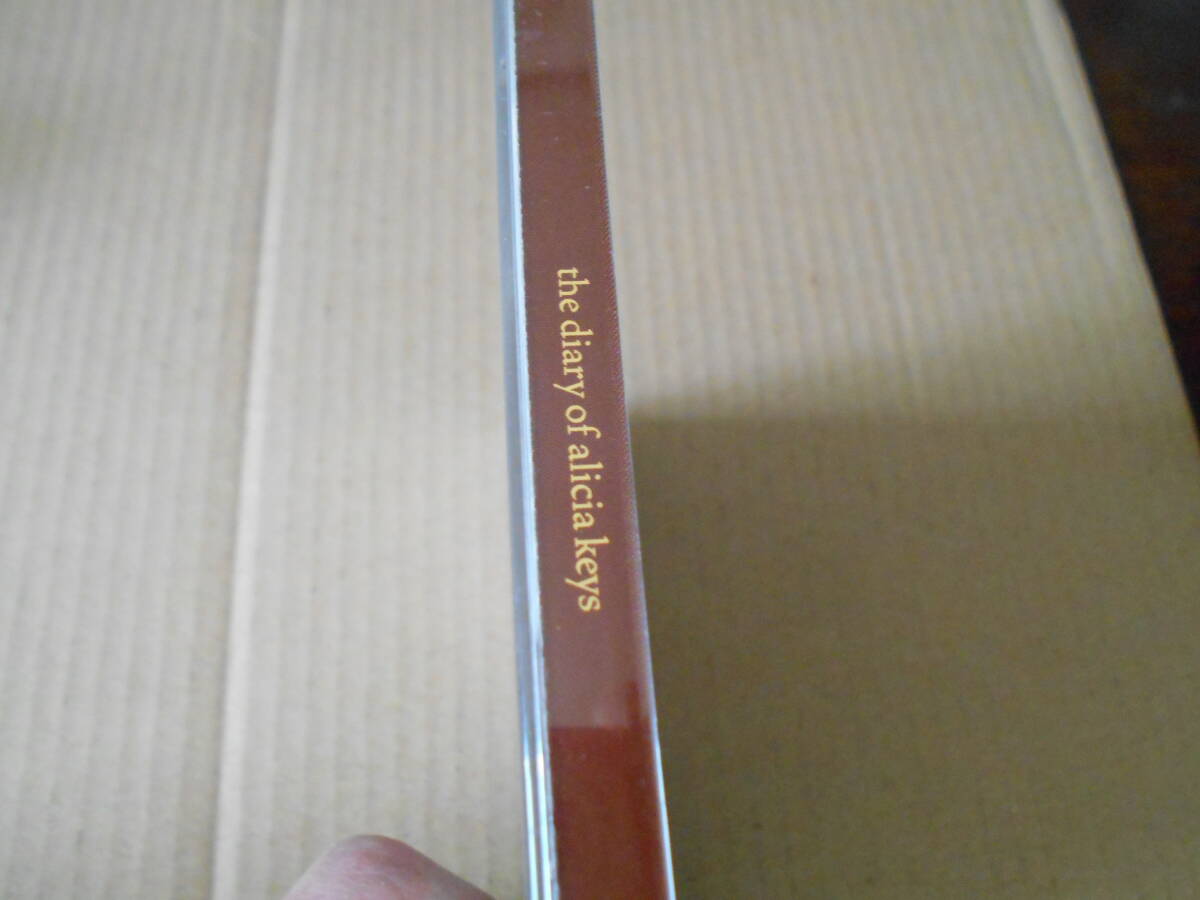 the diary of alicia keys